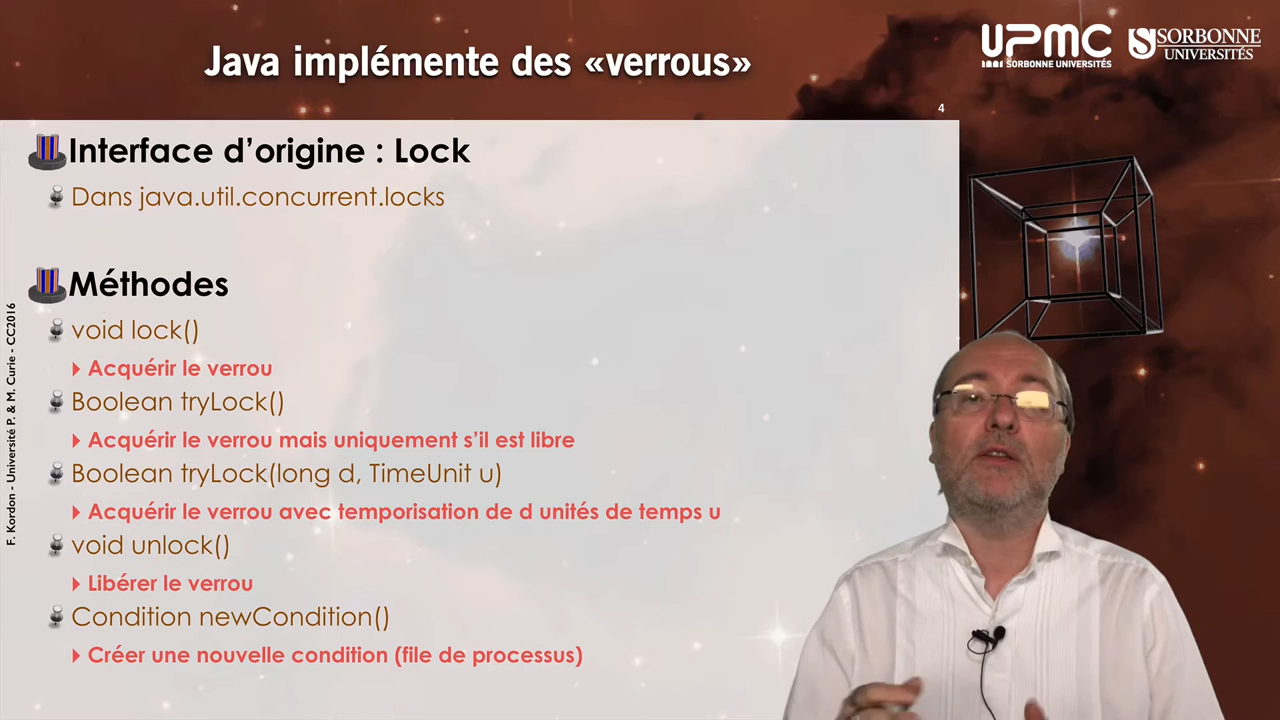 Java implémente des «verrous»
UPMC
SORBONNE UNIVERSITÉS
SORBONNE
UNIVERSITÉS
4
Interface d’origine : Lock
Dans java.util.concurrent.locks
Méthodes
void lock()
Acquérir le verrou
Boolean tryLock()
Acquérir le verrou mais uniquement s’il est libre
Boolean tryLock(long d, TimeUnit u)
Acquérir le verrou avec temporisation de d unités de temps u
void unlock()
Libérer le verrou
Condition newCondition()
Créer une nouvelle condition (file de processus)
F. Kordon - Université P. & M. Curie - CC2016